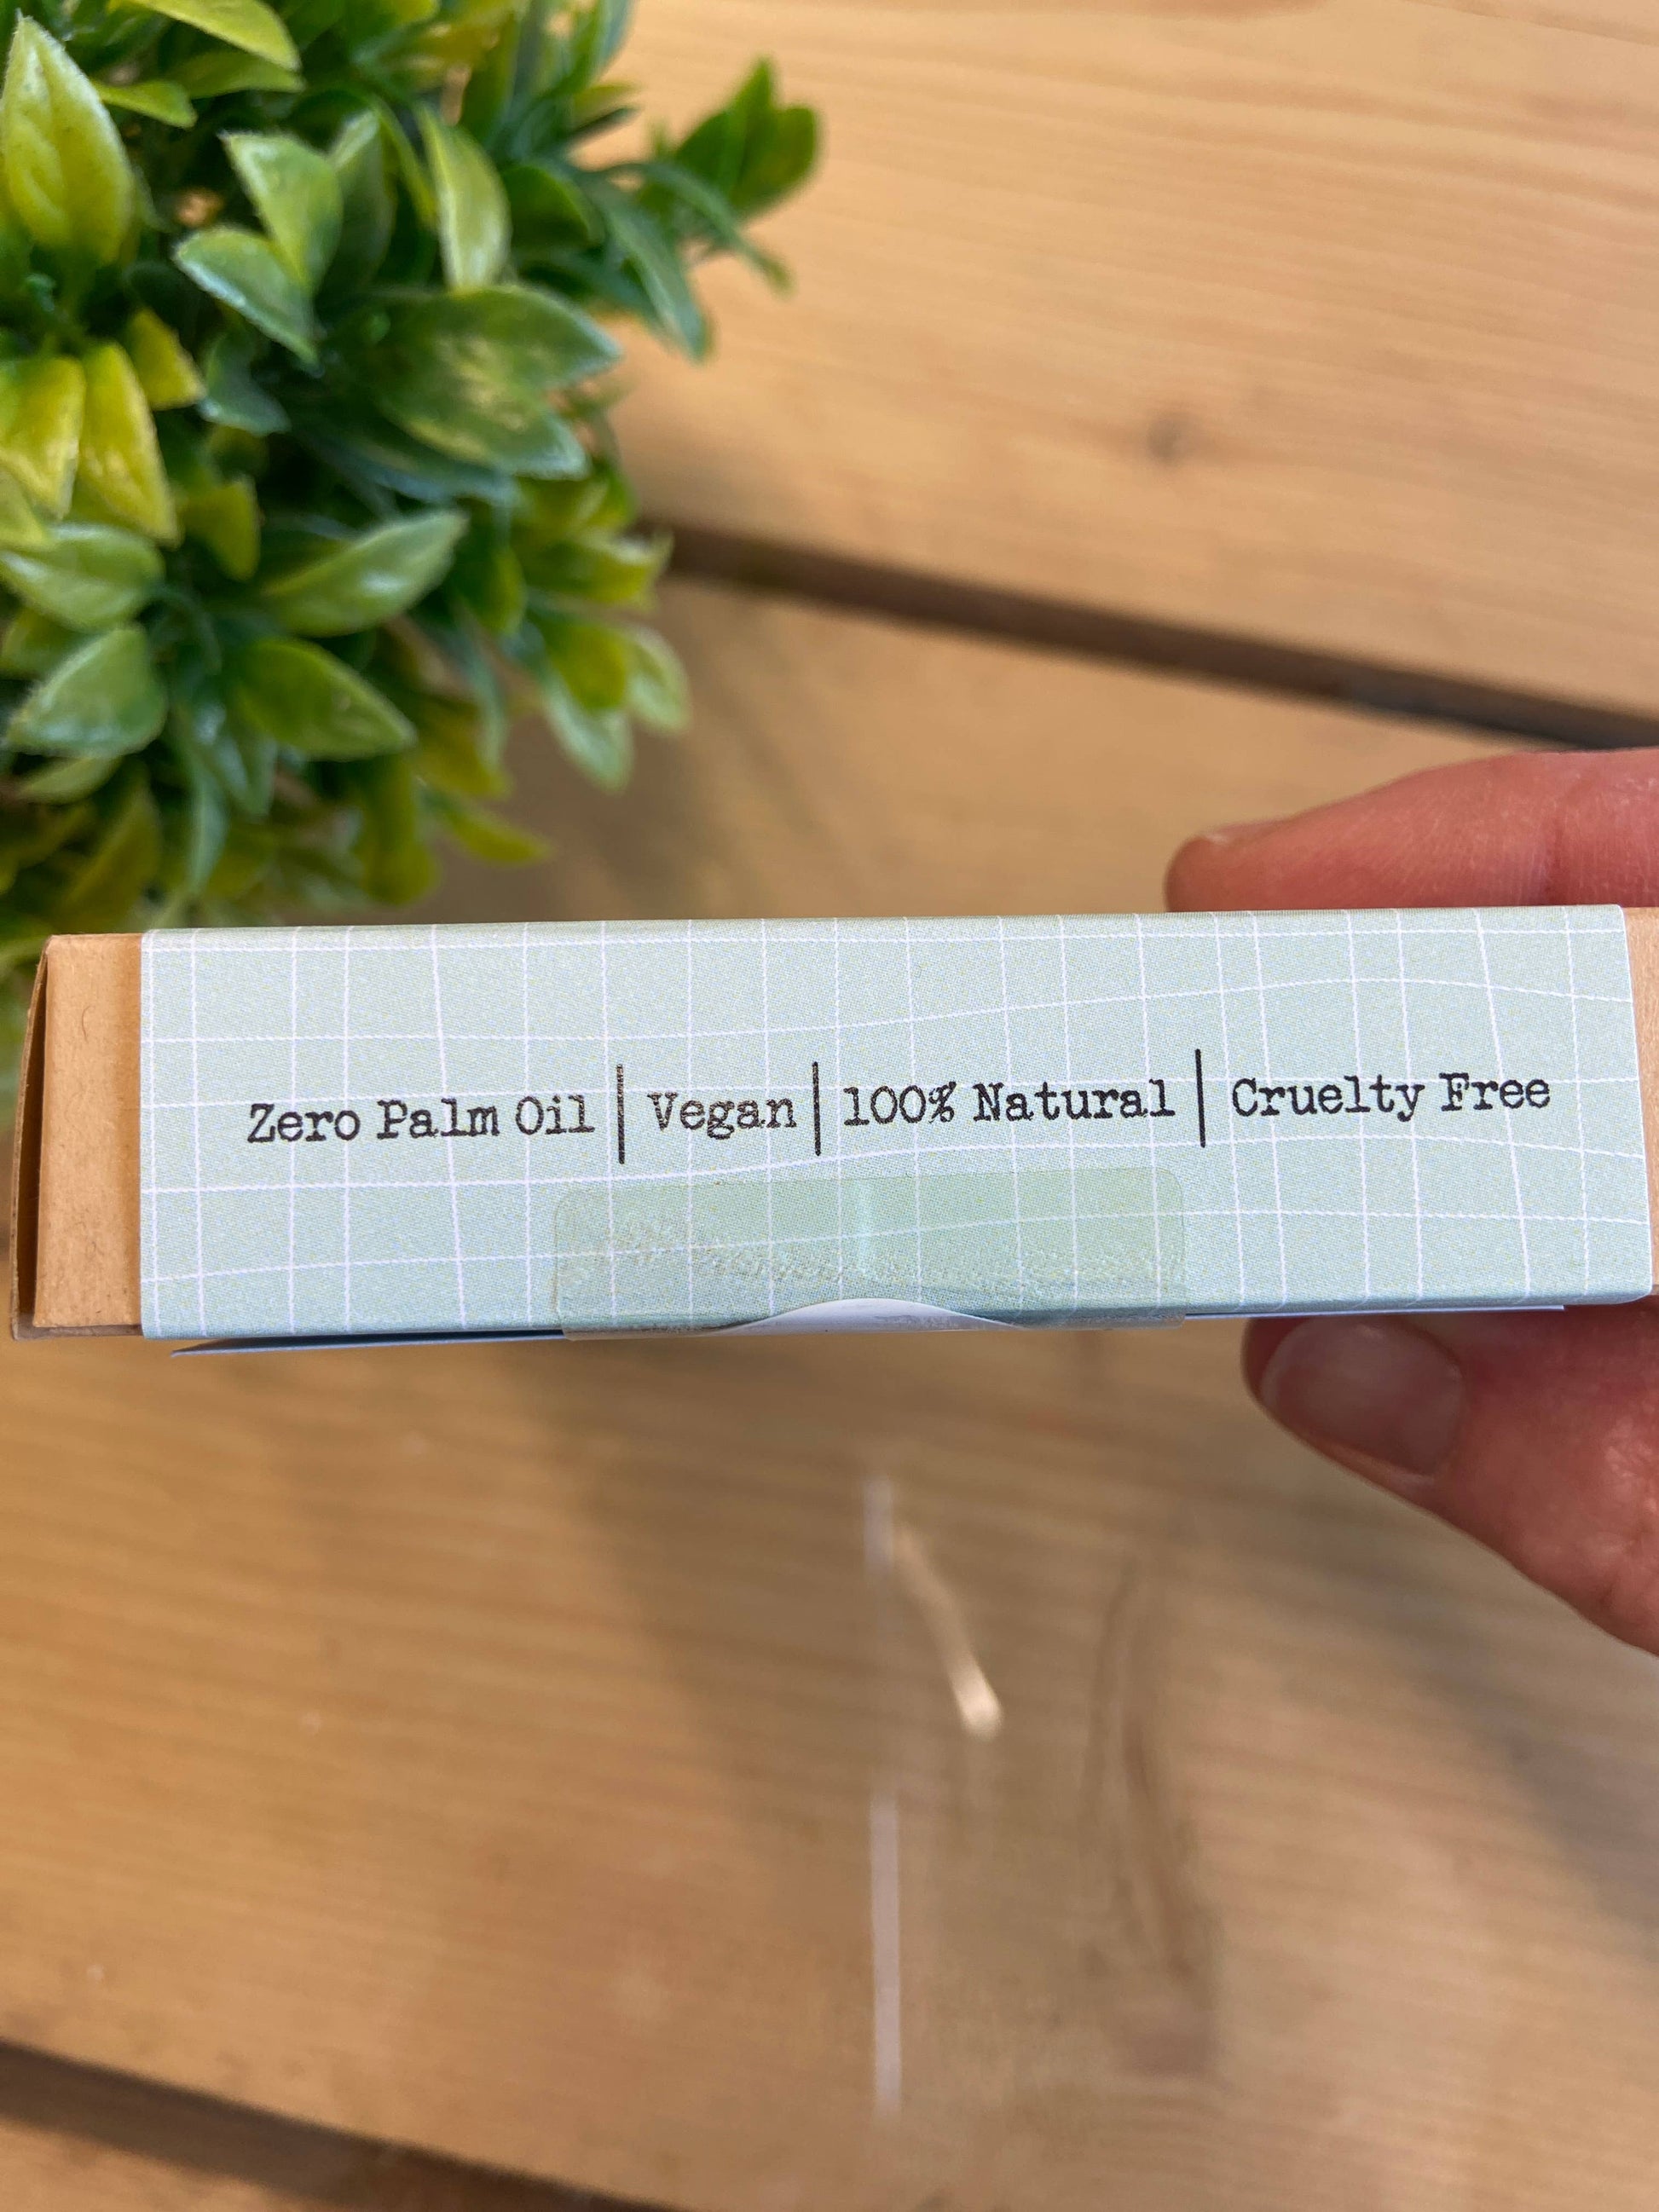 Zero Palm Oil | Vegan | 100% Natural | Cruelty Free